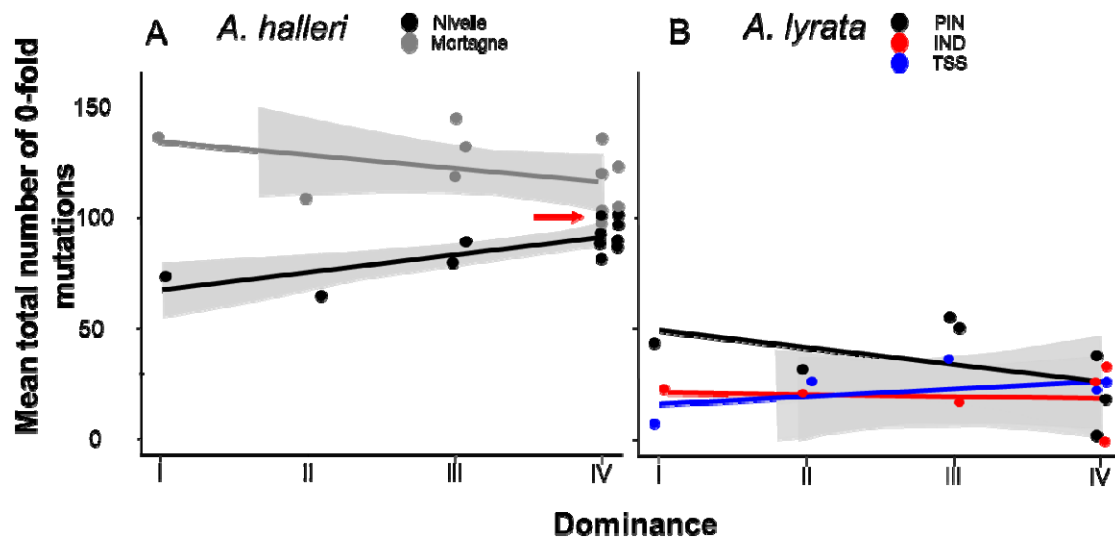 A A. halleri
Nivelle
Mortagne
B A. lyrata
PIN
IND
TSS
Mean total number of 0-fold
mutations
150
100
50
0
I II III IV
I II III IV
Dominance